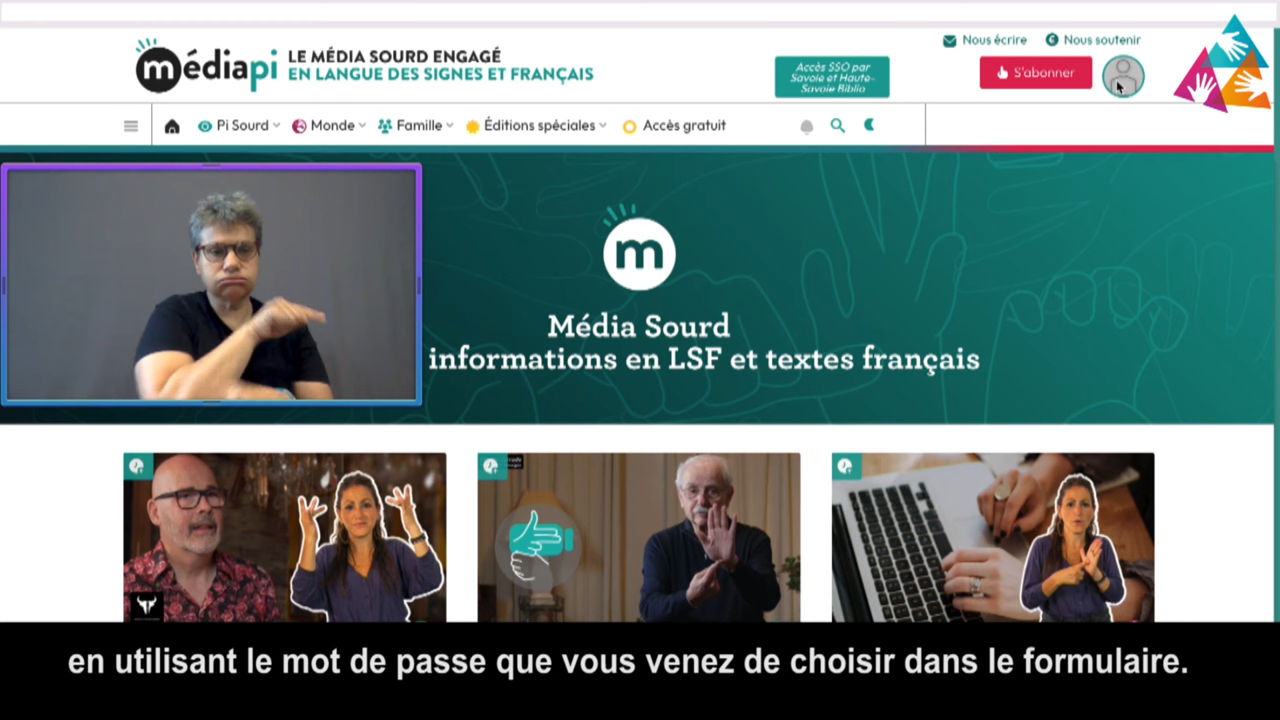 médiapi
LE MÉDIA SOURD ENGAGÉ
EN LANGUE DES SIGNES ET FRANÇAIS
Accès SSO par
Savoie et Haute-
Savoie Biblio
Nous écrire
Nous soutenir
S'abonner
Pi Sourd
Monde
Famille
Éditions spéciales
Accès gratuit
m
Média Sourd
informations en LSF et textes français
en utilisant le mot de passe que vous venez de choisir dans le formulaire.